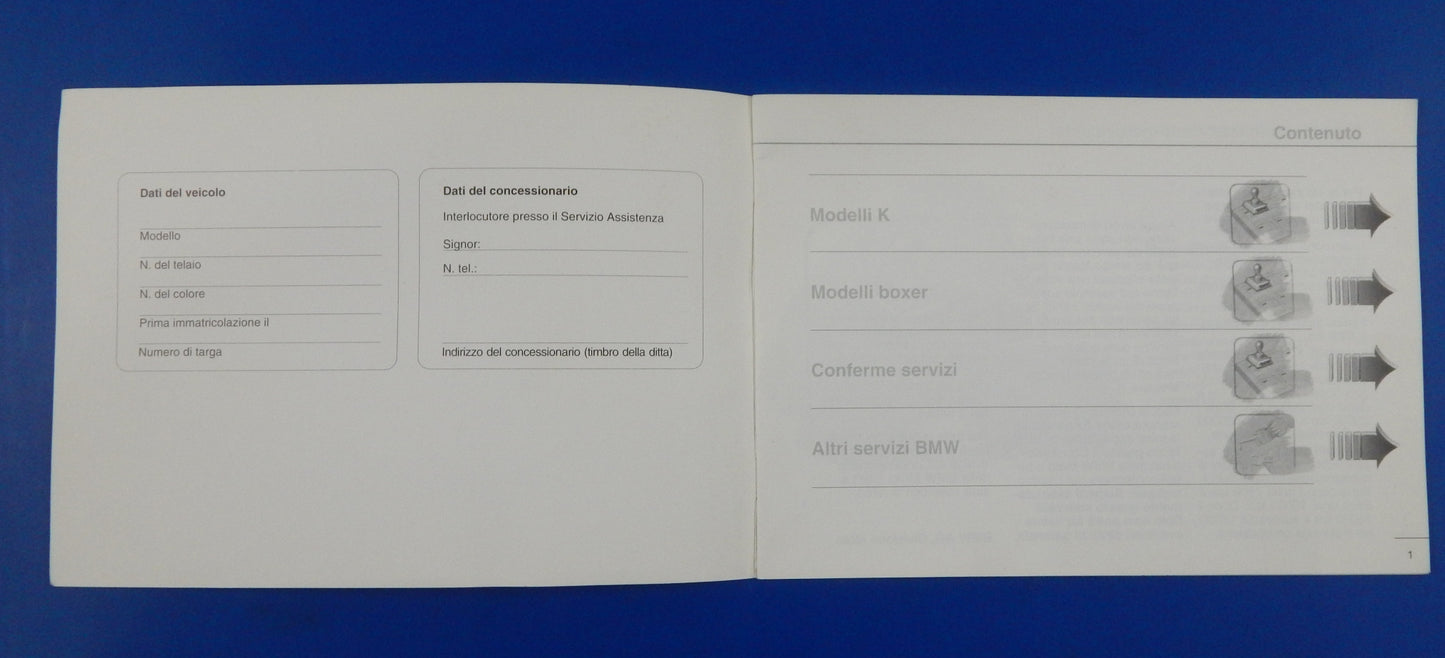 Dati del veicolo
Modello
N. del telaio
N. del colore
Prima immatricolazione il
Numero di targa
Dati del concessionario
Interlocutore presso il Servizio Assistenza
Signor:
N. tel.:
Indirizzo del concessionario (timbro della ditta)
Contenuto
Modelli K
Modelli boxer
Conferme servizi
Altri servizi BMW
1